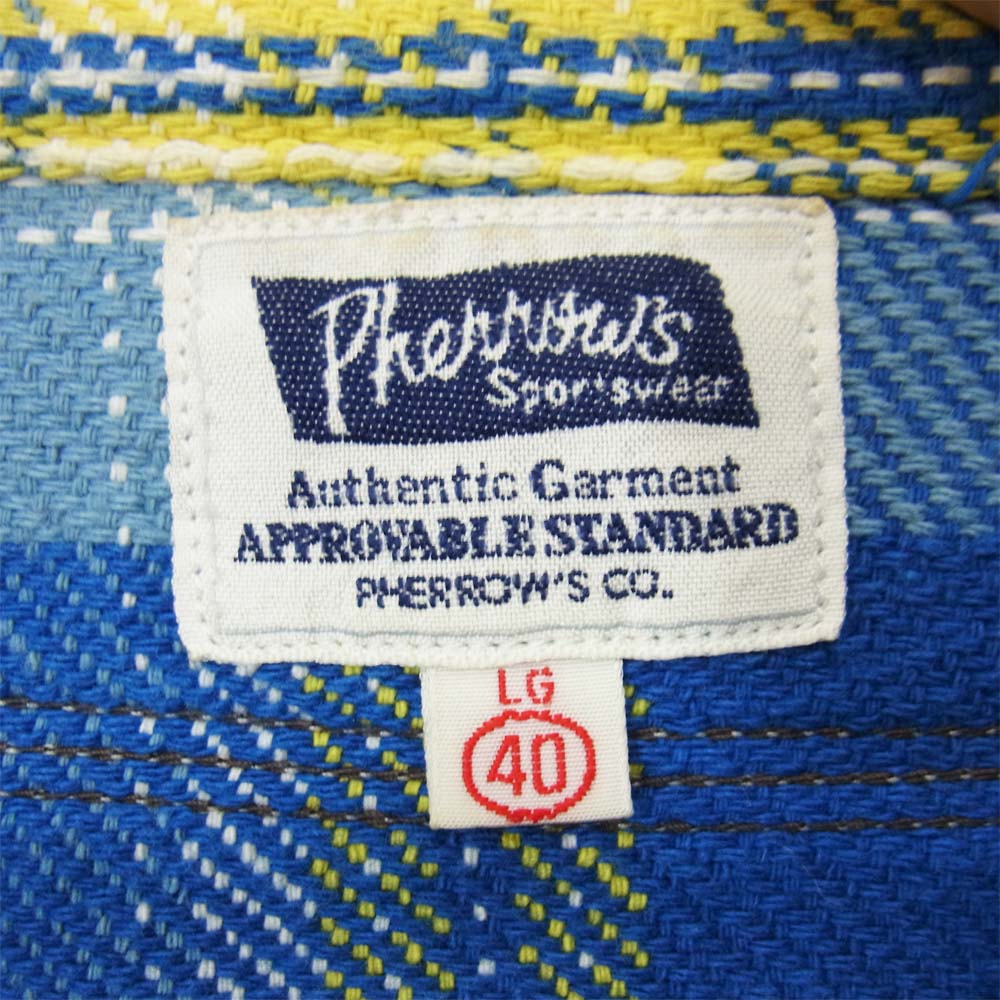 Pherrow's
Sportswear
Authentic Garment
APPROVABLE STANDARD
PHERROW'S CO.
LG
40